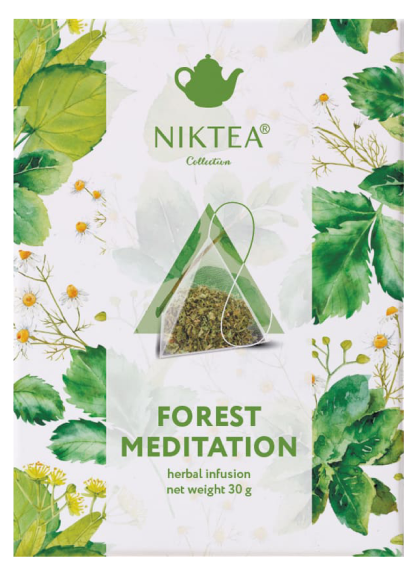 NIKTEA®
Collection
FOREST
MEDITATION
herbal infusion
net weight 30 g